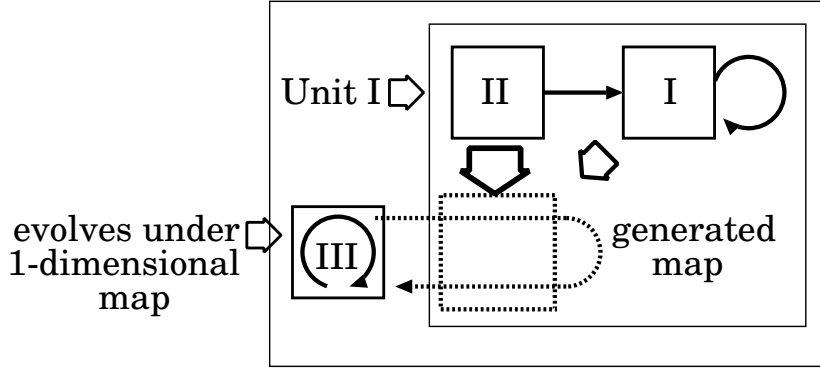 Unit I
II
I
evolves under
1-dimensional
map
III
generated
map